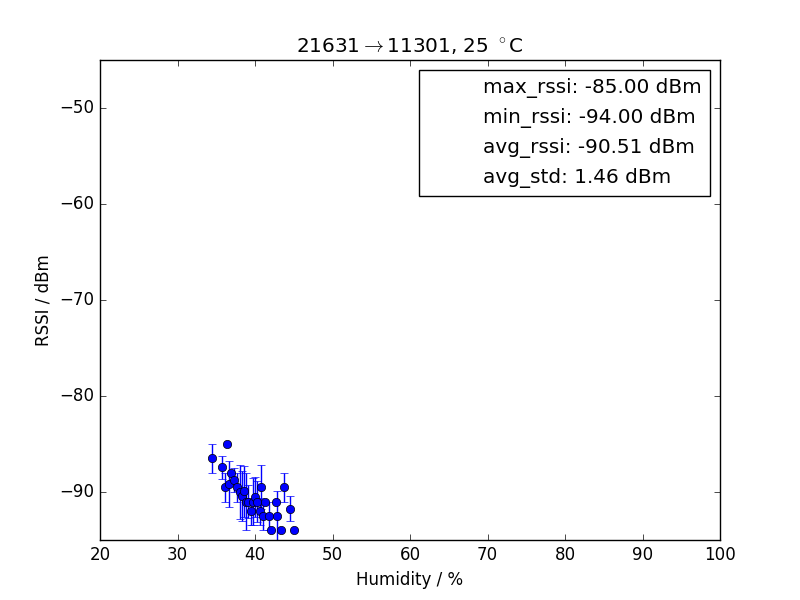 21631→11301, 25 °C
max_rssi: -85.00 dBm
min_rssi: -94.00 dBm
avg_rssi: -90.51 dBm
avg_std: 1.46 dBm
RSSI / dBm
−50
−60
−70
−80
−90
20 30 40 50 60 70 80 90 100
Humidity / %